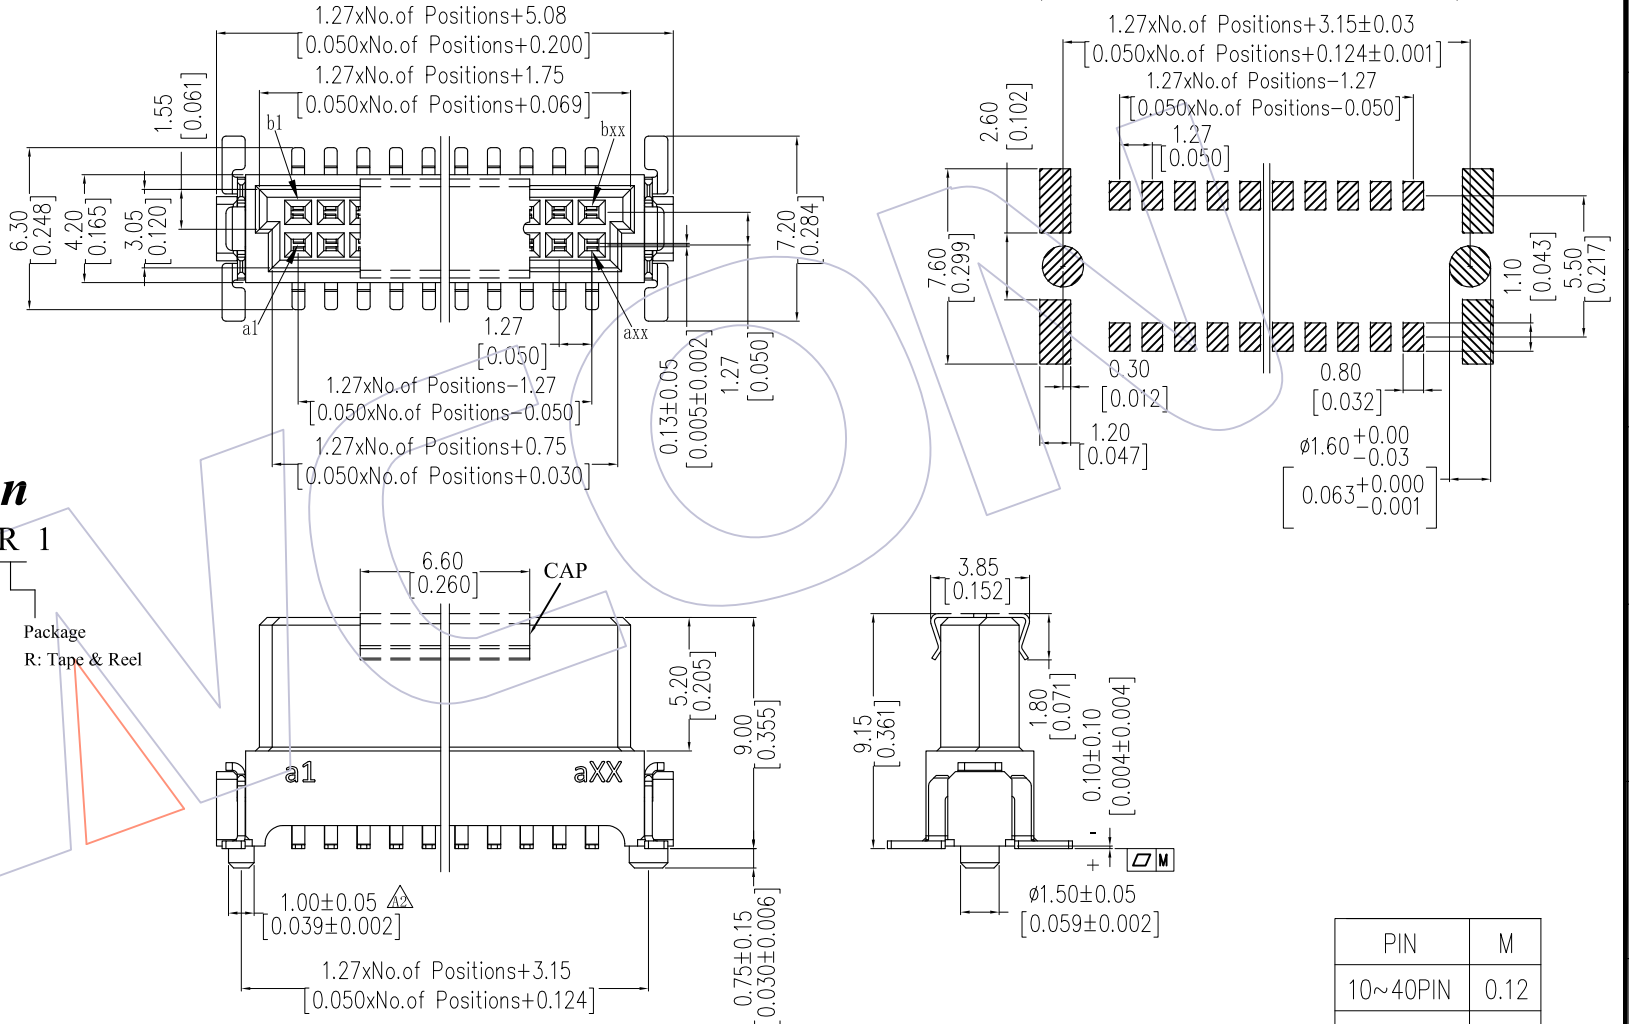 1.27xNo.of Positions+5.08
[0.050xNo.of Positions+0.200]
1.27xNo.of Positions+1.75
[0.050xNo.of Positions+0.069]
1.55
[0.061]
b1
bxx
6.30
[0.248]
4.20
[0.165]
3.05
[0.120]
7.20
[0.284]
a1
axx
1.27
[0.050]
1.27xNo.of Positions-1.27
[0.050xNo.of Positions-0.050]
1.27xNo.of Positions+0.75
[0.050xNo.of Positions+0.030]
0.13±0.05
[0.005±0.002]
1.27
[0.050]
1.27xNo.of Positions+3.15±0.03
[0.050xNo.of Positions+0.124±0.001]
1.27xNo.of Positions-1.27
[0.050xNo.of Positions-0.050]
2.60
[0.102]
1.27
[0.050]
7.60
[0.299]
1.10
[0.043]
5.50
[0.217]
0.30
[0.012]
0.80
[0.032]
1.20
[0.047]
ø1.60 +0.00 -0.03
[0.063 +0.000 -0.001]
n
R 1
Package
R: Tape & Reel
6.60
[0.260]
CAP
a1
aXX
5.20
[0.205]
9.00
[0.355]
1.00±0.05 A2
[0.039±0.002]
0.75±0.15
[0.030±0.006]
1.27xNo.of Positions+3.15
[0.050xNo.of Positions+0.124]
3.85
[0.152]
9.15
[0.361]
1.80
[0.071]
0.10±0.10
[0.004±0.004]
-
+
▱ M
ø1.50±0.05
[0.059±0.002]
PIN M
10~40PIN 0.12
WCON